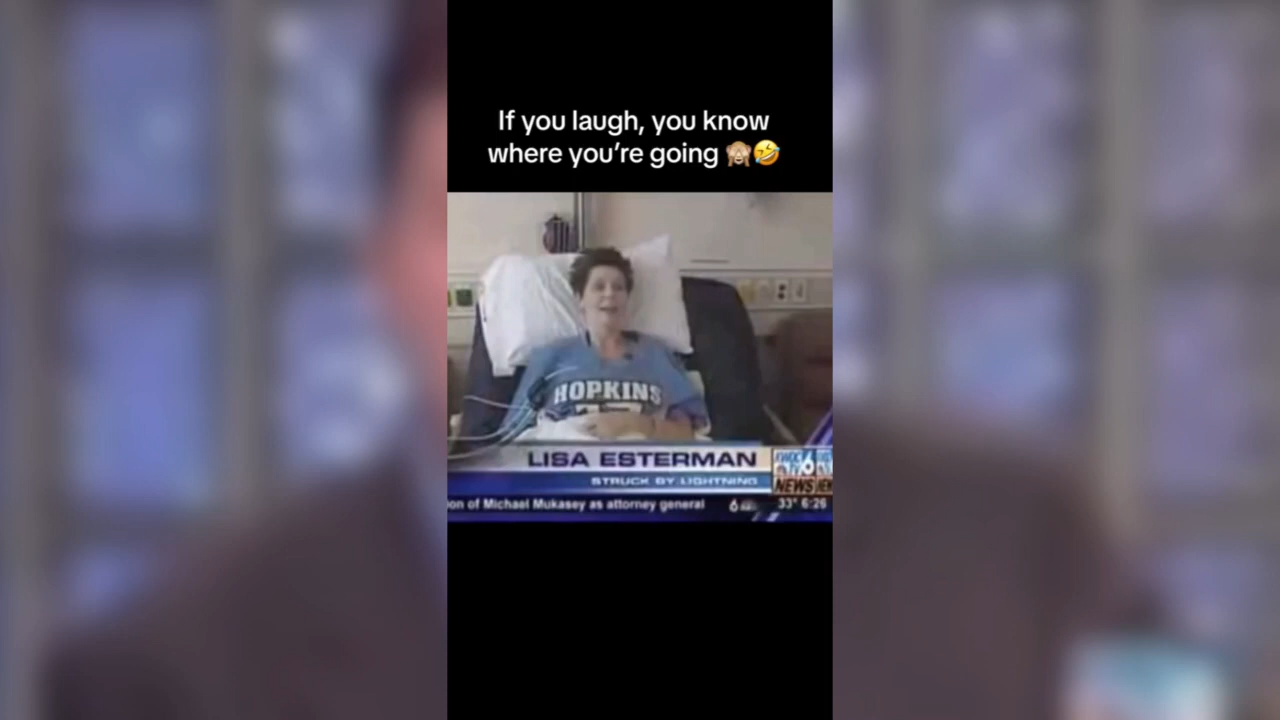 If you laugh, you know
where you’re going 🙈🤣
HOPKINS
LISA ESTERMAN
STRUCK BY LIGHTNING
NEWS
on of Michael Mukasey as attorney general
6
33° 6:26